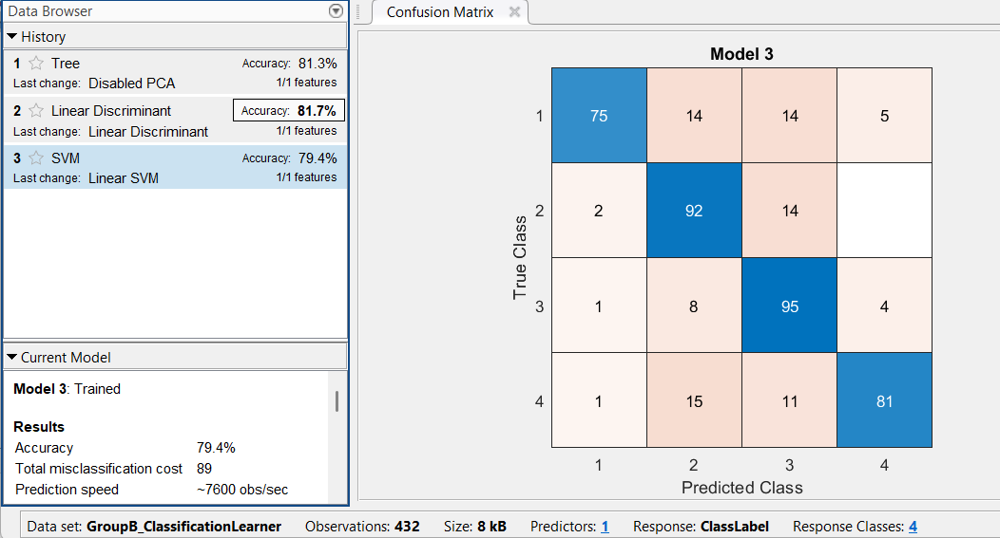 Data Browser
History
1 Tree Accuracy: 81.3%
Last change: Disabled PCA 1/1 features
2 Linear Discriminant Accuracy: 81.7%
Last change: Linear Discriminant 1/1 features
3 SVM Accuracy: 79.4%
Last change: Linear SVM 1/1 features
Current Model
Model 3: Trained
Results
Accuracy 79.4%
Total misclassification cost 89
Prediction speed ~7600 obs/sec
Confusion Matrix
Model 3
True Class
1 75 14 14 5
2 2 92 14
3 1 8 95 4
4 1 15 11 81
1 2 3 4
Predicted Class
Data set: GroupB_ClassificationLearner Observations: 432 Size: 8 kB Predictors: 1 Response: ClassLabel Response Classes: 4